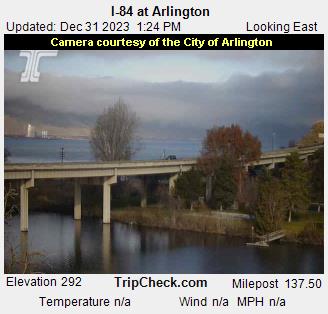 I-84 at Arlington
Updated: Dec 31 2023 1:24 PM Looking East
Camera courtesy of the City of Arlington
Elevation 292 TripCheck.com Milepost 137.50
Temperature n/a Wind n/a MPH n/a